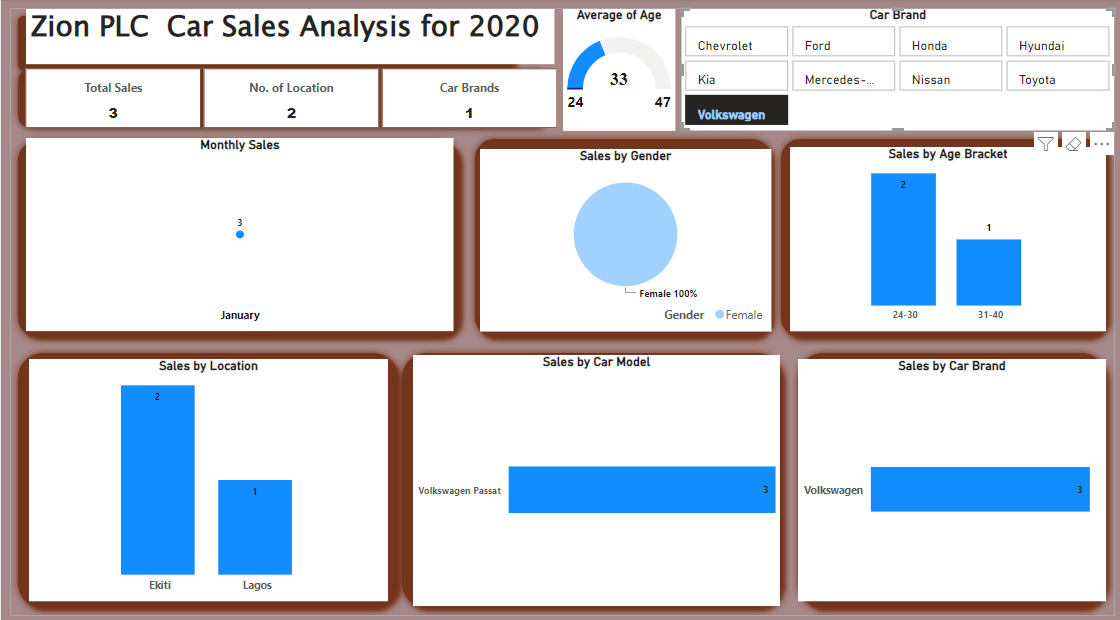 Zion PLC  Car Sales Analysis for 2020
Total Sales
3
No. of Location
2
Car Brands
1
Average of Age
33
24
47
Car Brand
Chevrolet
Ford
Honda
Hyundai
Kia
Mercedes-...
Nissan
Toyota
Volkswagen
Monthly Sales
3
January
Sales by Gender
Female 100%
Gender
Female
Sales by Age Bracket
2
1
24-30
31-40
Sales by Location
2
1
Ekiti
Lagos
Sales by Car Model
Volkswagen Passat
3
Sales by Car Brand
Volkswagen
3